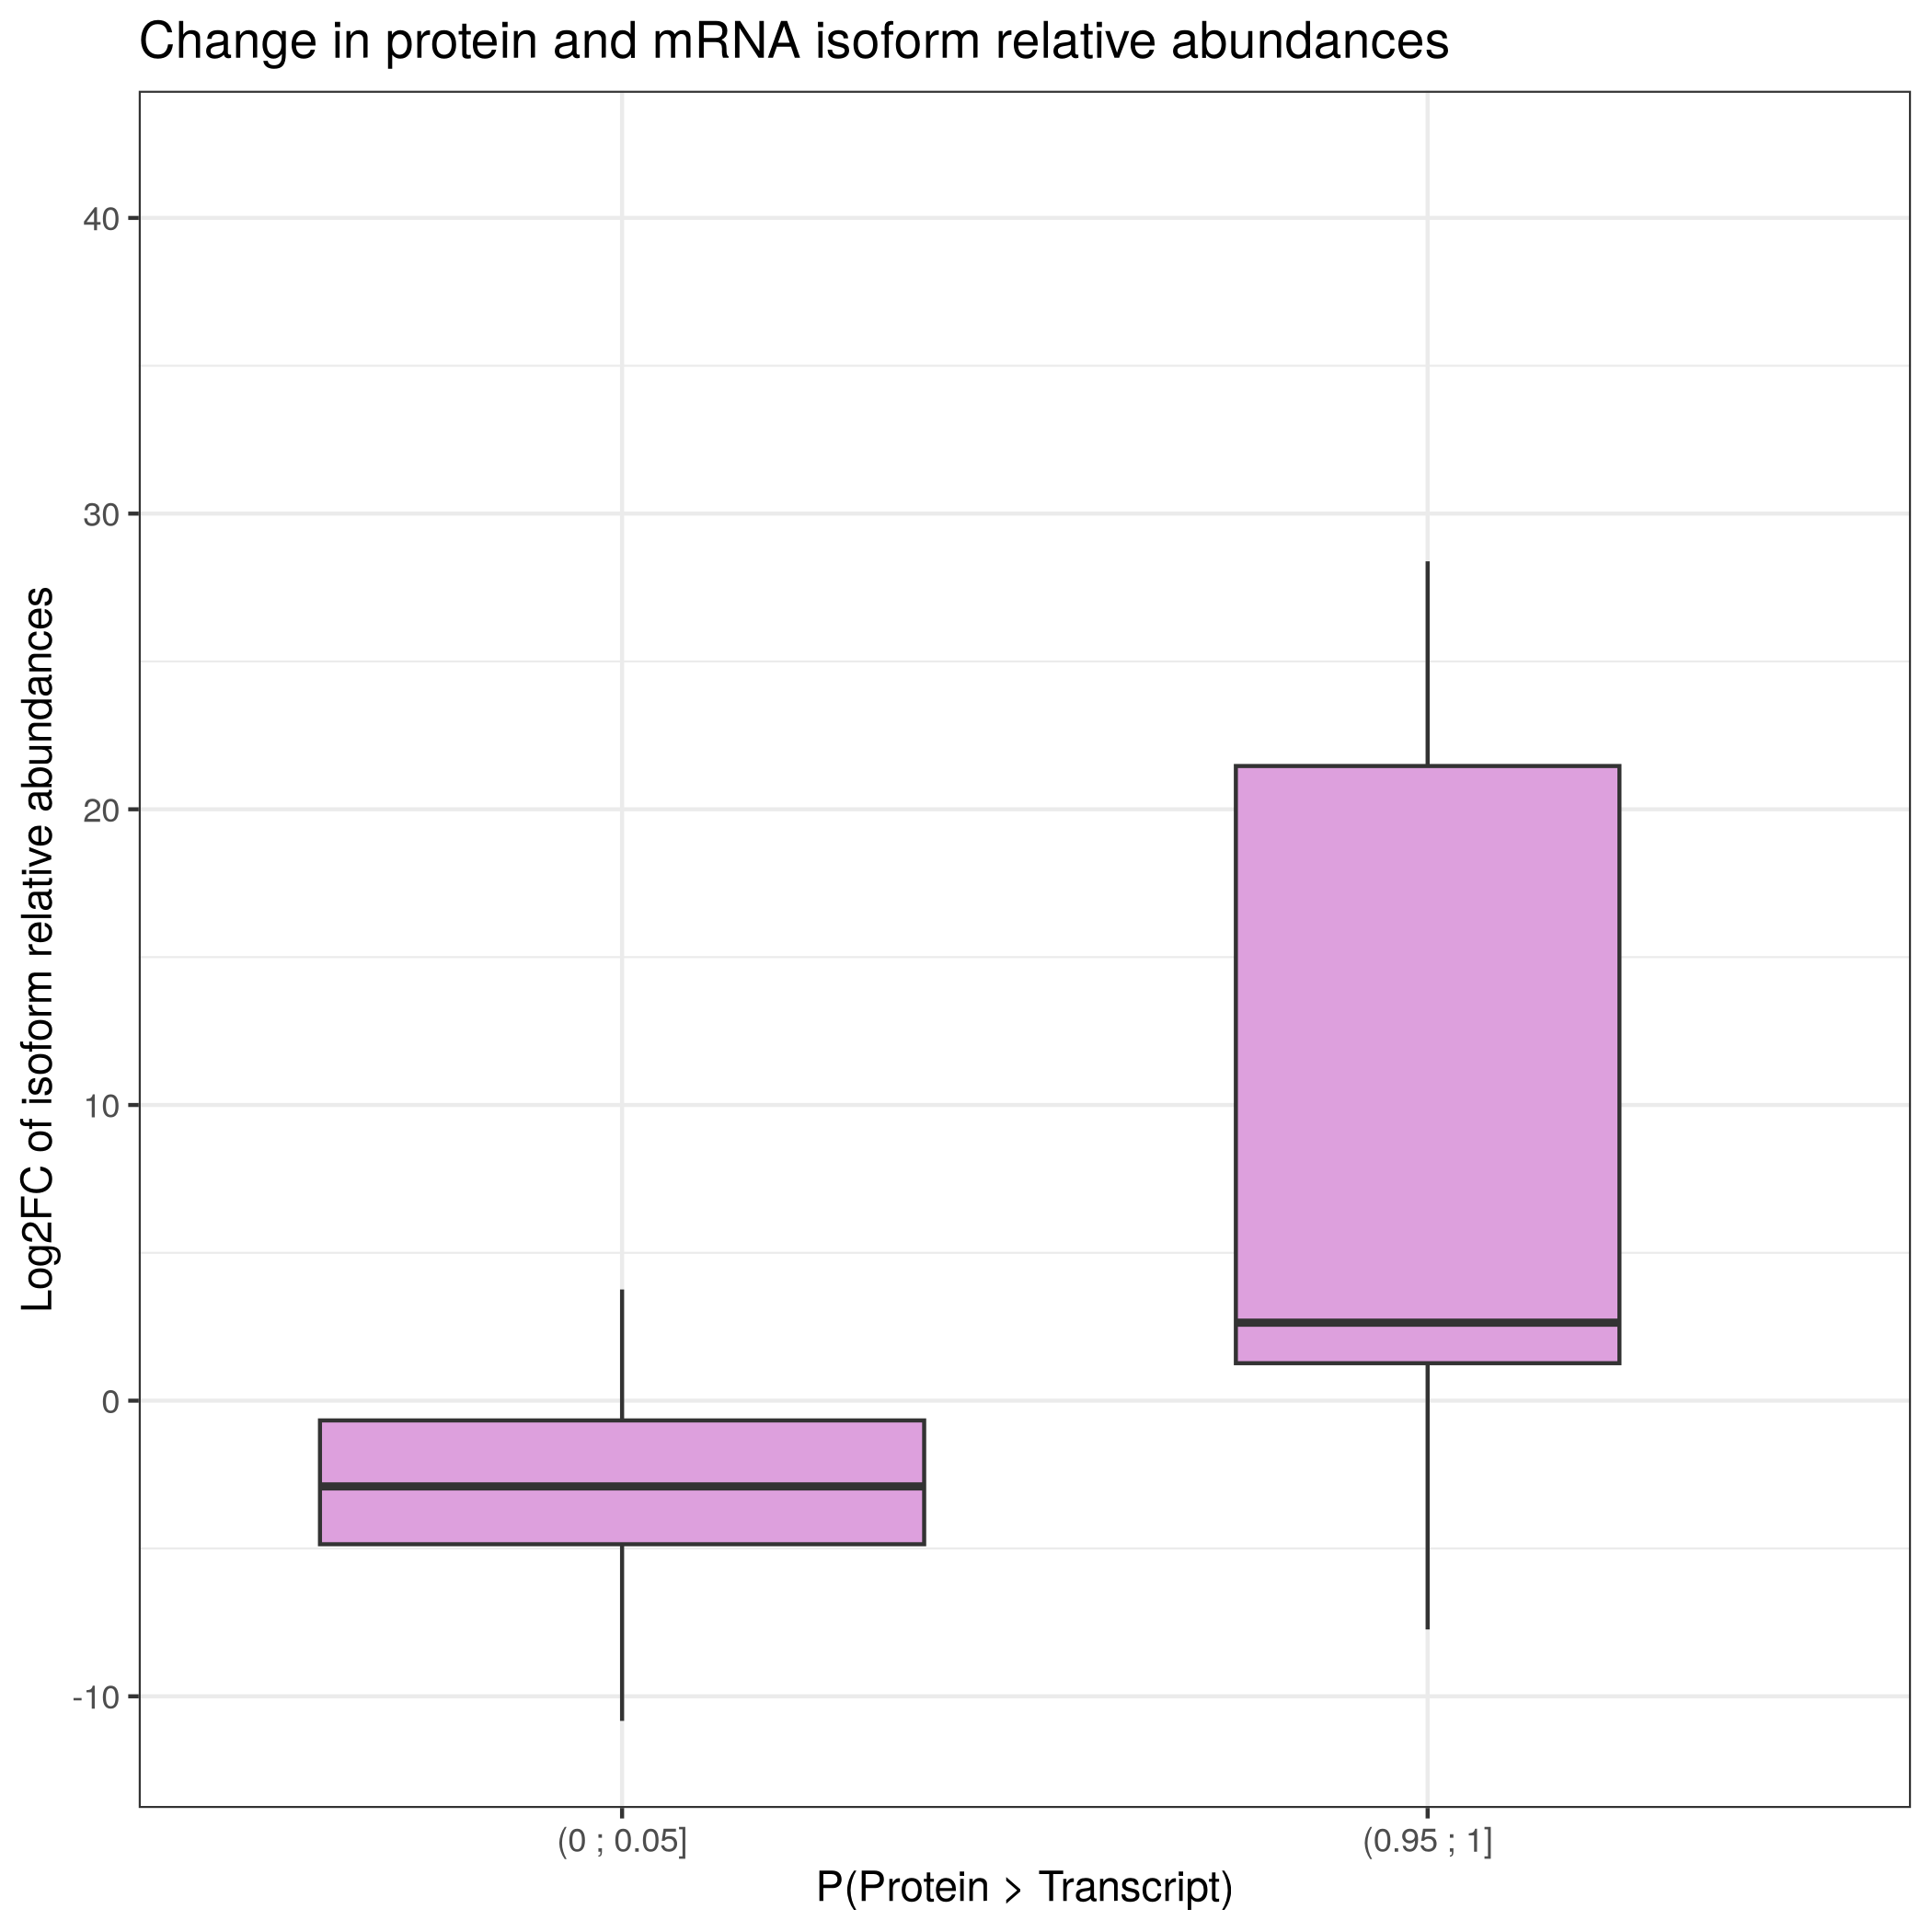 Change in protein and mRNA isoform relative abundances
Log2FC of isoform relative abundances
40
30
20
10
0
-10
(0 ; 0.05]
(0.95 ; 1]
P(Protein > Transcript)